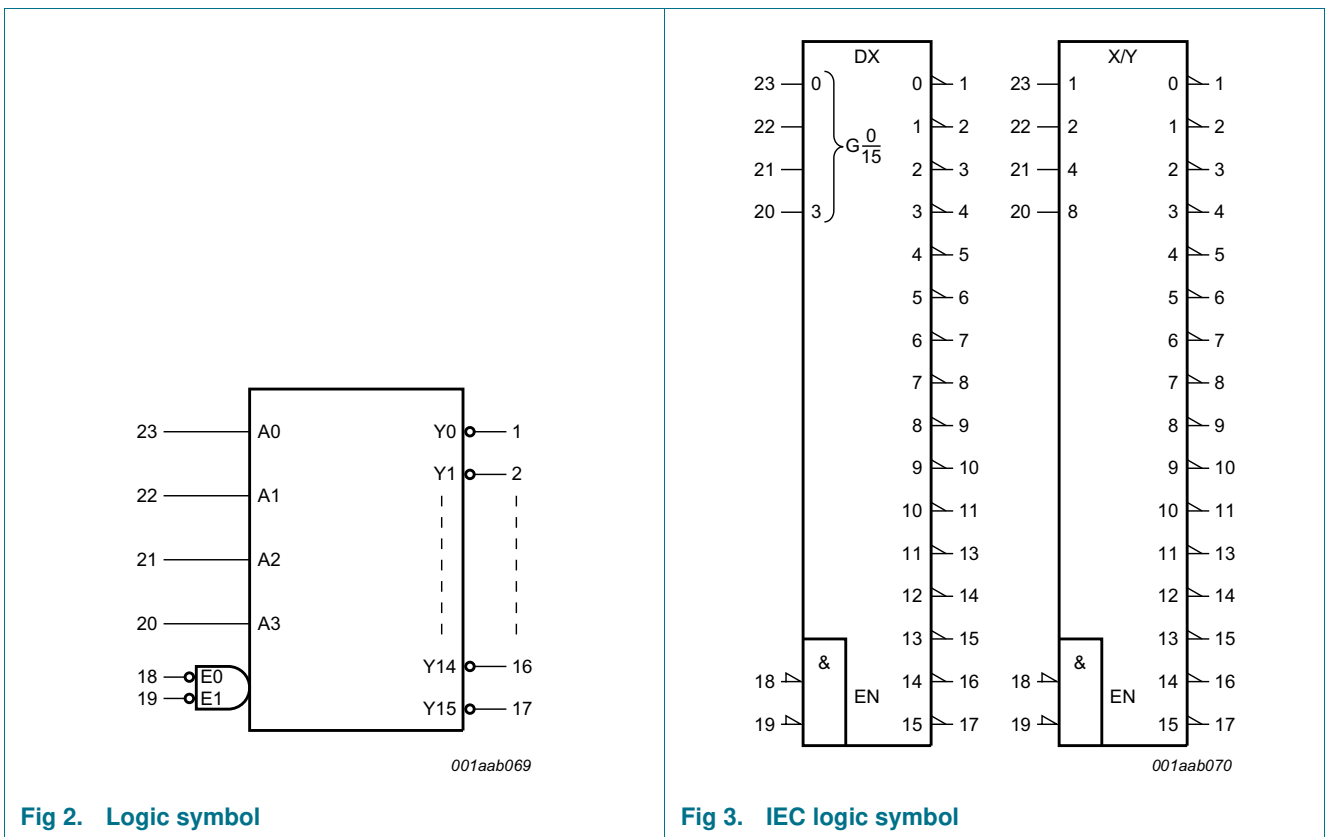 23 A0 Y0 1
Y1 2
22 A1
21 A2
20 A3
Y14 16
18 E0
19 E1
Y15 17
001aab069
Fig 2. Logic symbol
DX
23 0 0 1
22 1 2
G 0
15
21 2 3
20 3 3 4
4 5
5 6
6 7
7 8
8 9
9 10
10 11
11 13
12 14
13 15
&
18 14 16
EN
19 15 17
X/Y
23 1 0 1
22 2 1 2
21 4 2 3
20 8 3 4
4 5
5 6
6 7
7 8
8 9
9 10
10 11
11 13
12 14
13 15
&
18 14 16
EN
19 15 17
001aab070
Fig 3. IEC logic symbol